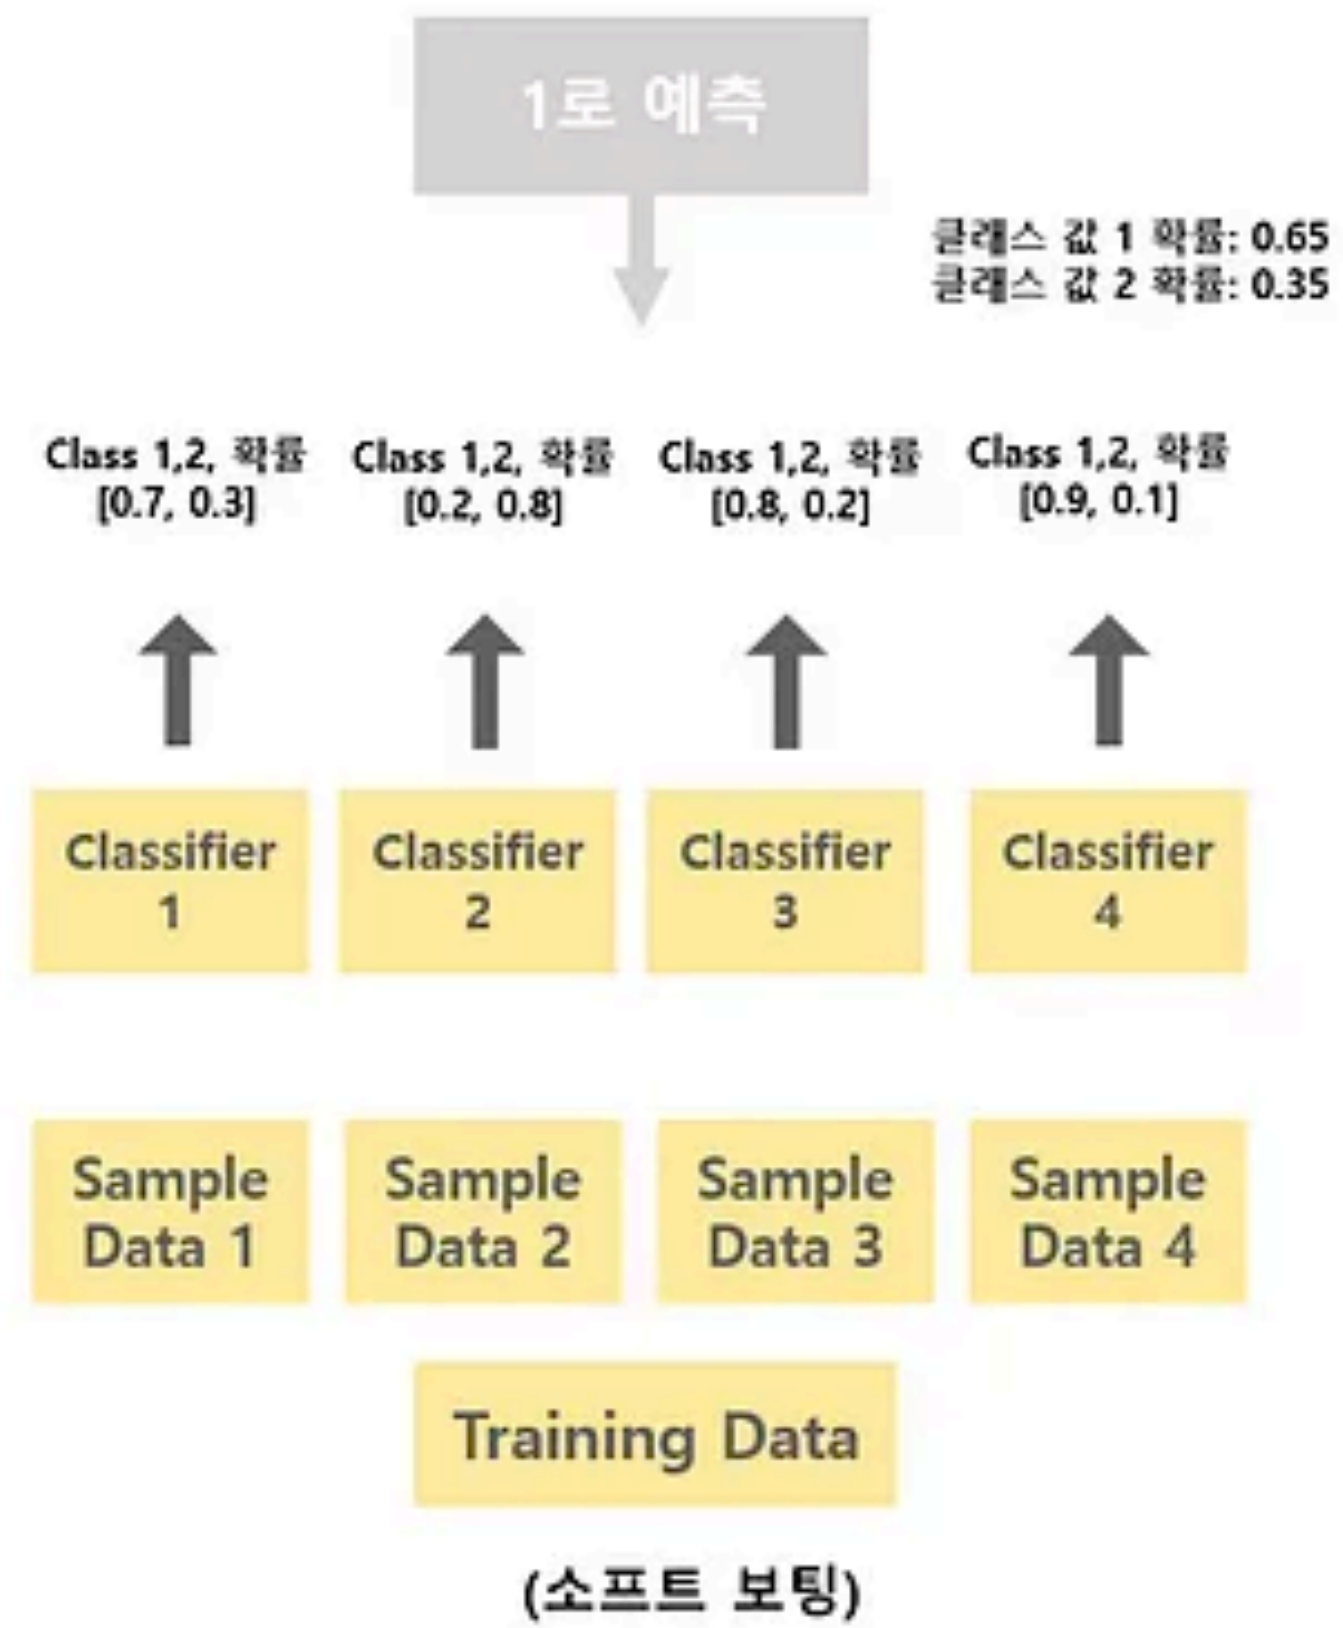 1로 예측
클래스 값 1 확률: 0.65
클래스 값 2 확률: 0.35
Class 1,2, 확률
[0.7, 0.3]
Class 1,2, 확률
[0.2, 0.8]
Class 1,2, 확률
[0.8, 0.2]
Class 1,2, 확률
[0.9, 0.1]
Classifier
1
Classifier
2
Classifier
3
Classifier
4
Sample
Data 1
Sample
Data 2
Sample
Data 3
Sample
Data 4
Training Data
(소프트 보팅)